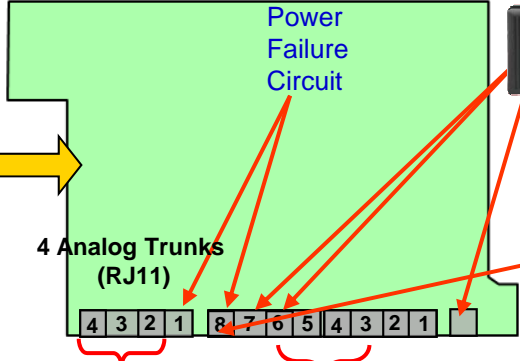 Power
Failure
Circuit
4 Analog Trunks
(RJ11)
4 3 2 1 8 7 6 5 4 3 2 1